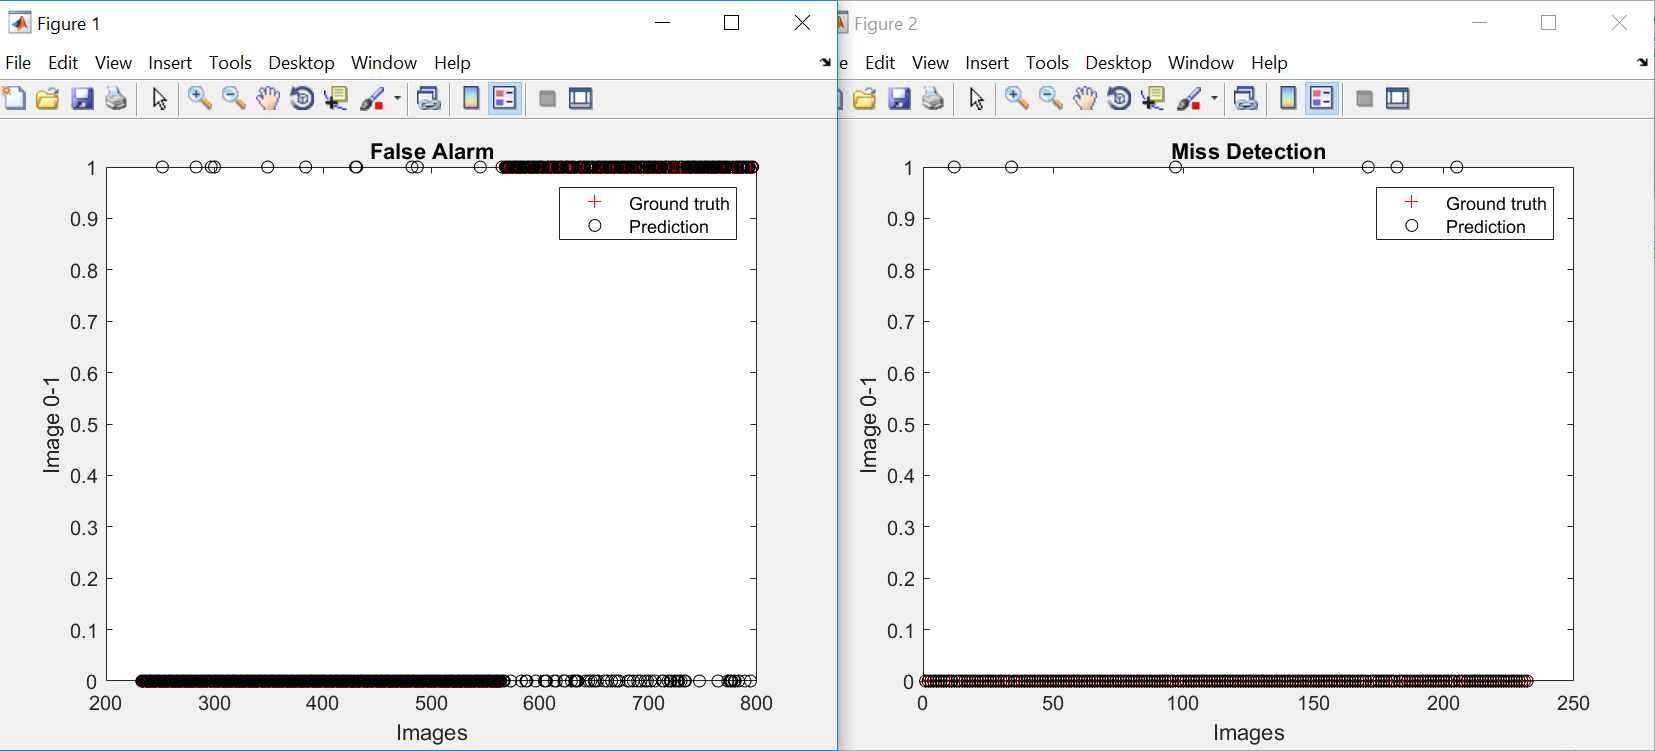 Figure 1
File Edit View Insert Tools Desktop Window Help
False Alarm
1
0.9
0.8
0.7
0.6
0.5
0.4
0.3
0.2
0.1
0
Image 0-1
Ground truth
Prediction
200 300 400 500 600 700 800
Images
Figure 2
e Edit View Insert Tools Desktop Window Help
Miss Detection
1
0.9
0.8
0.7
0.6
0.5
0.4
0.3
0.2
0.1
0
Image 0-1
Ground truth
Prediction
0 50 100 150 200 250
Images